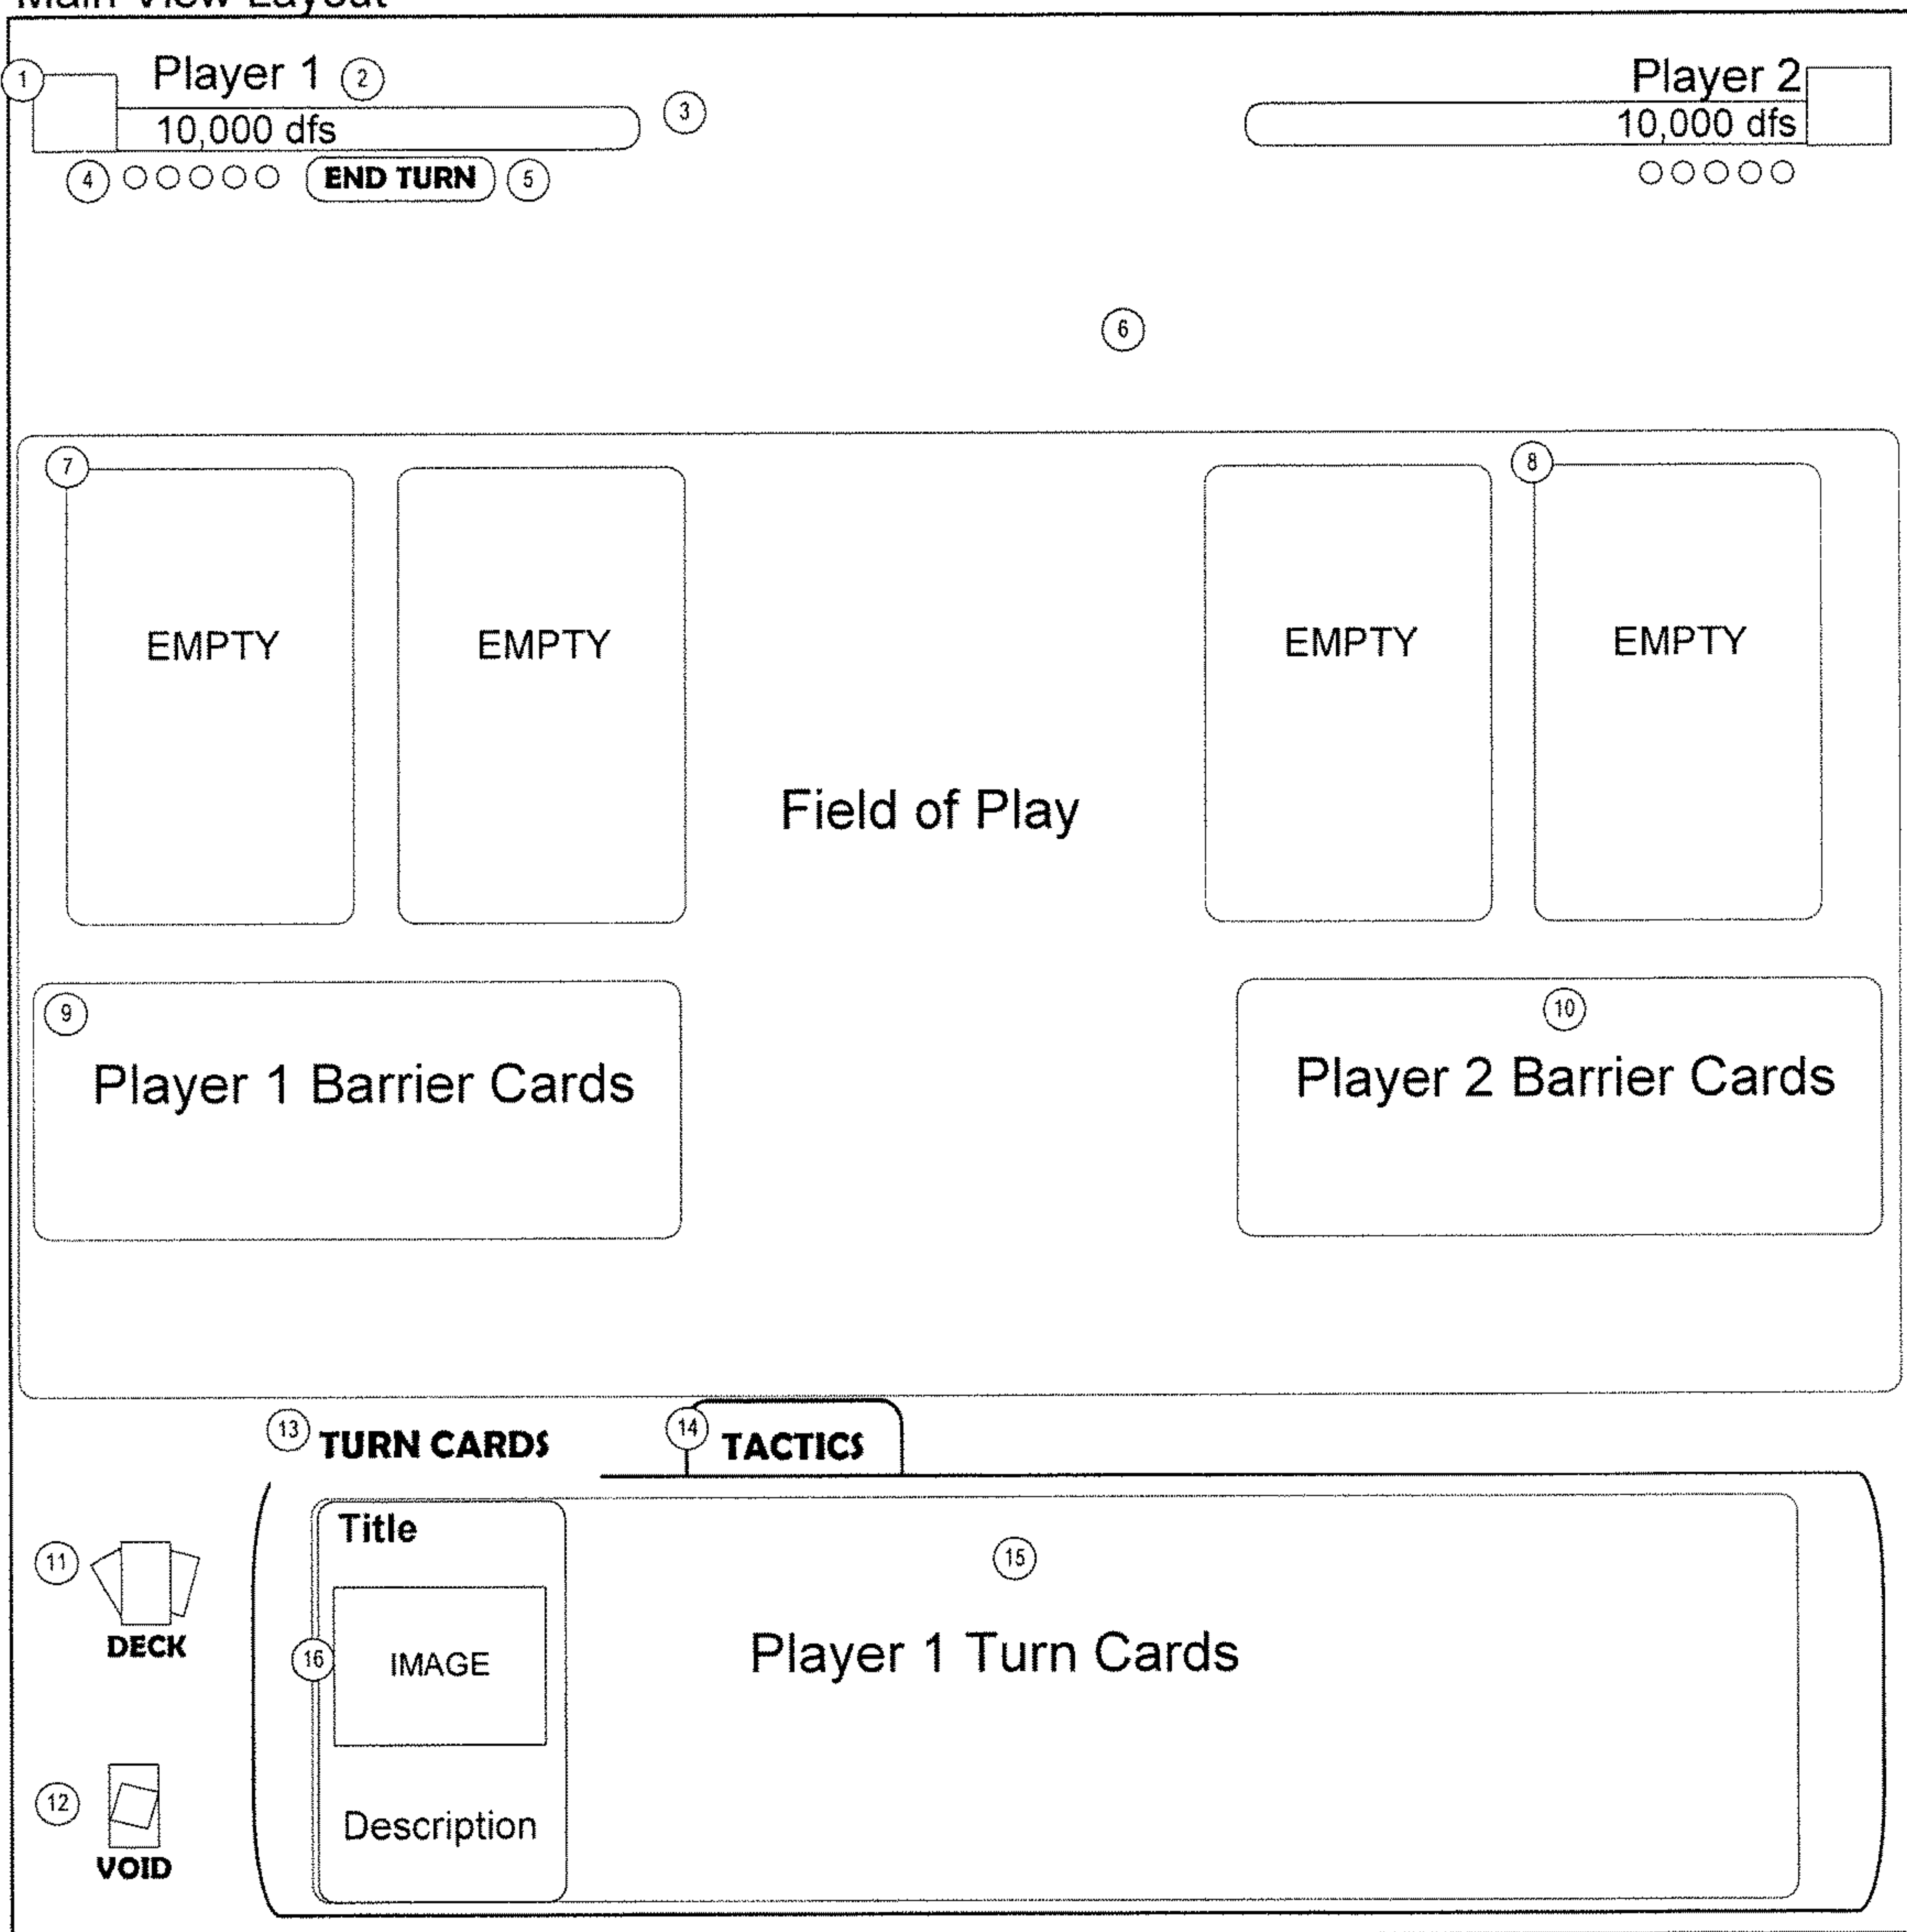 Main View Layout
1 Player 1 2 Player 2
10,000 dfs 3 10,000 dfs
4 END TURN 5
6
7 8
EMPTY EMPTY EMPTY EMPTY
Field of Play
9 10
Player 1 Barrier Cards Player 2 Barrier Cards
13 TURN CARDS 14 TACTICS
Title
11 15
DECK
16 IMAGE Player 1 Turn Cards
12 Description
VOID